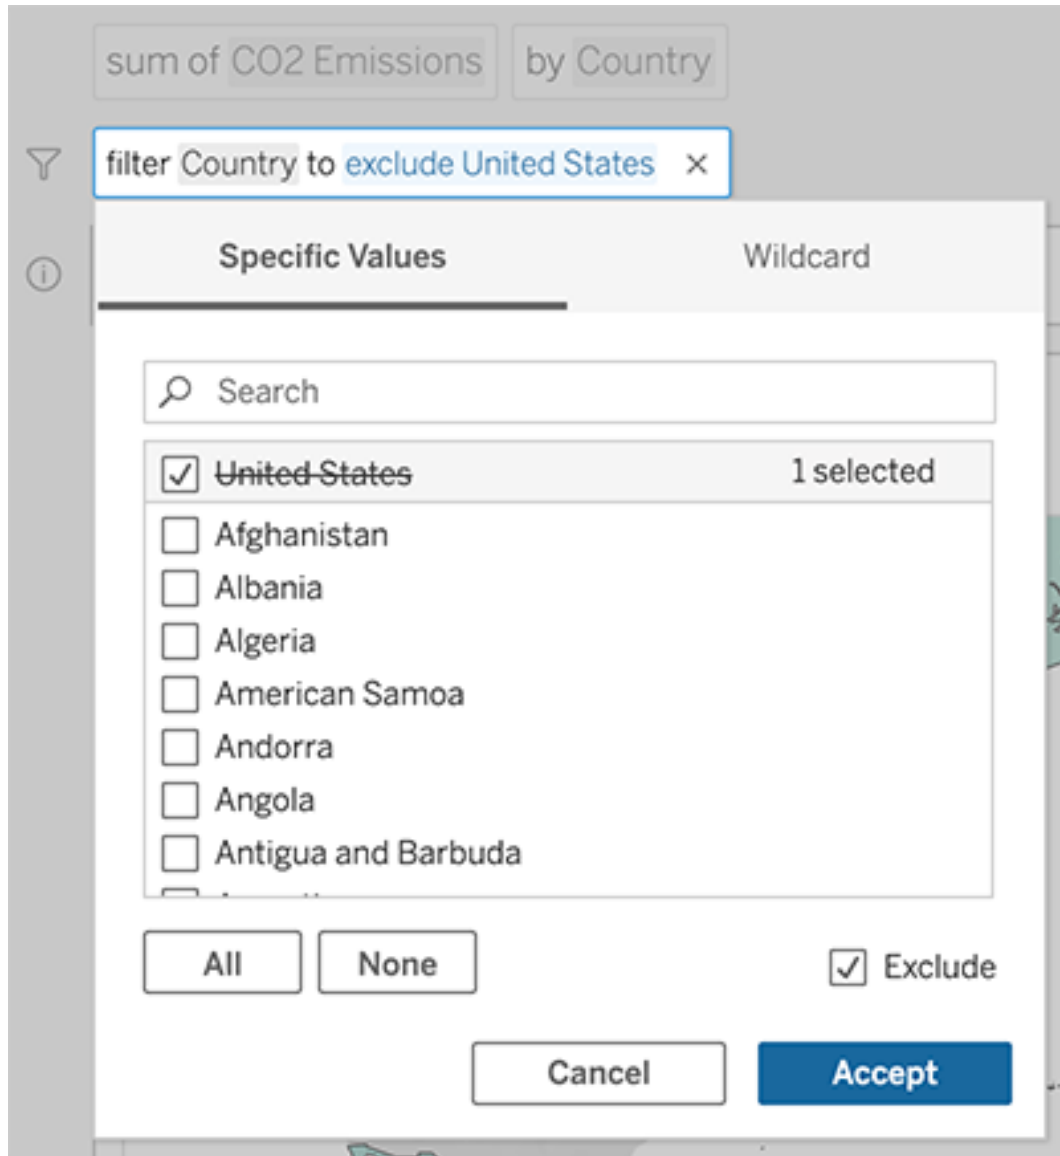 sum of CO2 Emissions by Country
filter Country to exclude United States ×
Specific Values Wildcard
Search
United States 1 selected
Afghanistan
Albania
Algeria
American Samoa
Andorra
Angola
Antigua and Barbuda
All None Exclude
Cancel Accept